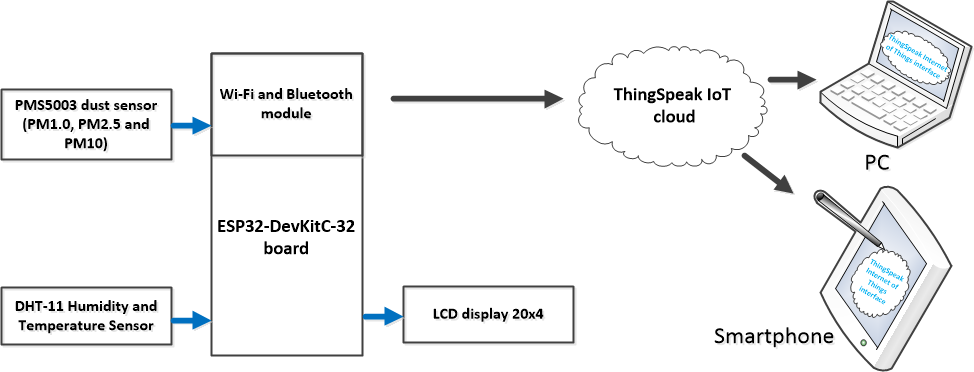 PMS5003 dust sensor
(PM1.0, PM2.5 and
PM10)
Wi-Fi and Bluetooth
module
ESP32-DevKitC-32
board
DHT-11 Humidity and
Temperature Sensor
LCD display 20x4
ThingSpeak IoT
cloud
ThingSpeak Internet
of Things interface
PC
ThingSpeak
Internet of
Things
interface
Smartphone